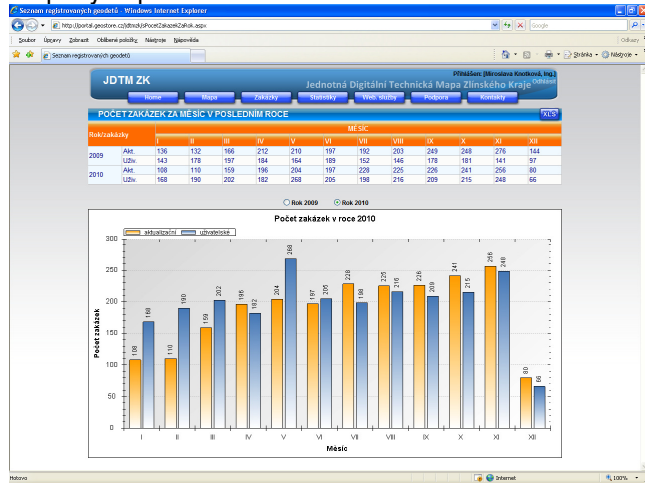 Seznam registrovaných geodetů - Windows Internet Explorer
http://portal.geostore.cz/jdtmzk/sPocetZakazekZaRok.aspx
Google
Soubor Úpravy Zobrazit Oblíbené položky Nástroje Nápověda
Odkazy
Seznam registrovaných geodetů
Stránka Nástroje
JDTM ZK
Přihlášen: [Miroslava Knotková, Ing.]
Odhlásit
Jednotná Digitální Technická Mapa Zlínského Kraje
Home Mapa Zakázky Statistiky Web. služby Podpora Kontakty
POČET ZAKÁZEK ZA MĚSÍC V POSLEDNÍM ROCE
XLS
Rok/zakázky MĚSÍC
I II III IV V VI VII VIII IX X XI XII
2009 Akt. 136 132 166 212 210 197 192 203 249 248 276 144
Uživ. 143 178 197 184 164 189 152 146 178 181 141 97
2010 Akt. 108 110 159 196 204 197 228 225 226 241 256 80
Uživ. 168 190 202 182 268 205 198 216 209 215 248 66
Rok 2009 Rok 2010
Počet zakázek v roce 2010
aktualizační uživatelské
Počet zakázek
300
250
200
150
100
50
0
108 168 110 190 159 202 196 182 204 268 197 205 228 198 225 216 226 209 241 215 256 248 80 66
I II III IV V VI VII VIII IX X XI XII
Měsíc
Hotovo
Internet
100%